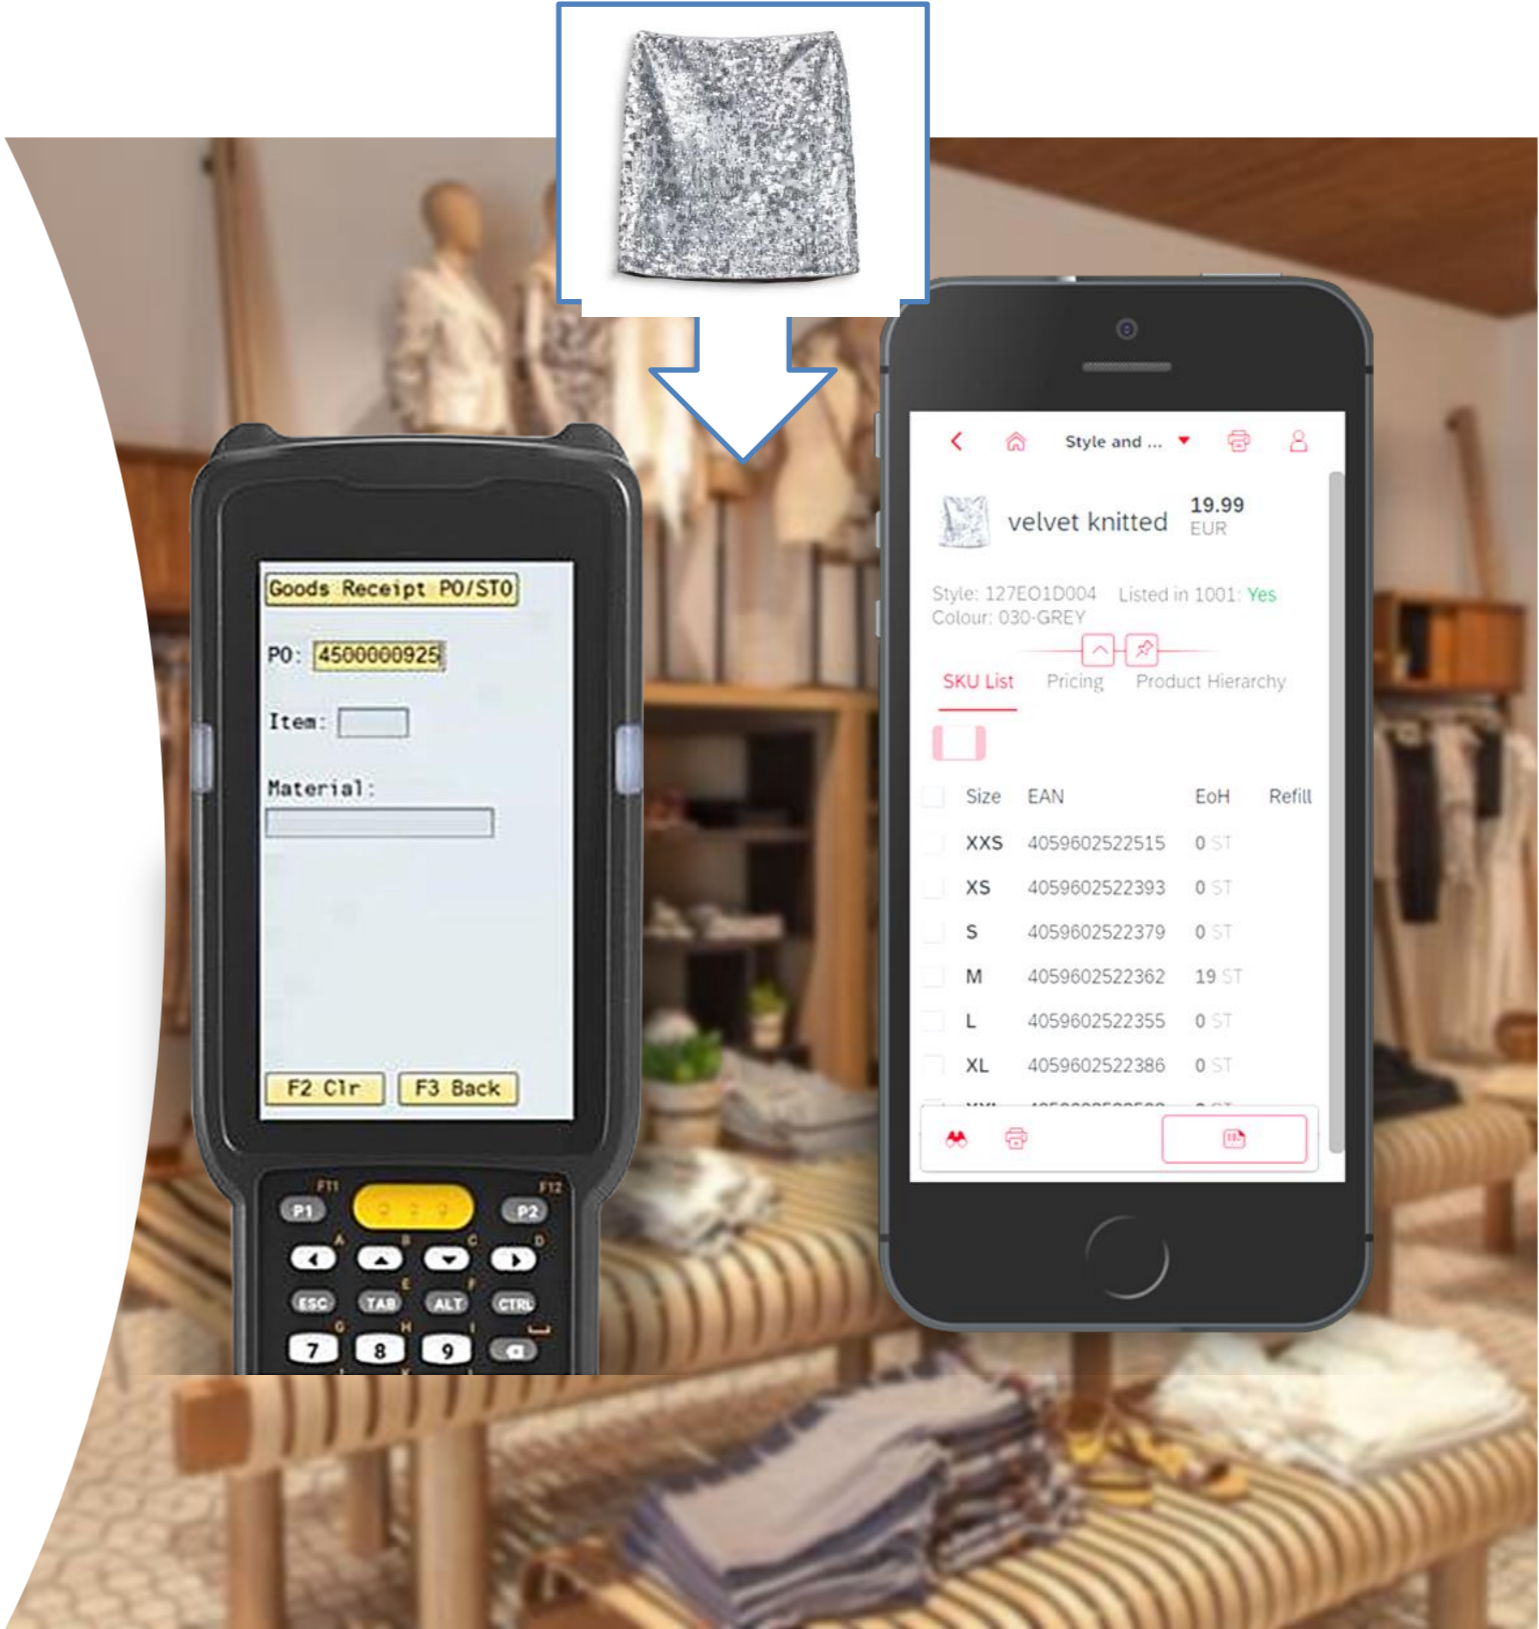 Goods Receipt PO/STO
PO: 4500000925
Item:
Material:
F2 Clr F3 Back
F11 F12
P1 P2
A B C D
E F
ESC TAB ALT CTRL
G H I
7 8 9
Style and ...
velvet knitted 19.99
EUR
Style: 127EO1D004 Listed in 1001: Yes
Colour: 030-GREY
SKU List Pricing Product Hierarchy
Size EAN EoH Refill
XXS 4059602522515 0 ST
XS 4059602522393 0 ST
S 4059602522379 0 ST
M 4059602522362 19 ST
L 4059602522355 0 ST
XL 4059602522386 0 ST